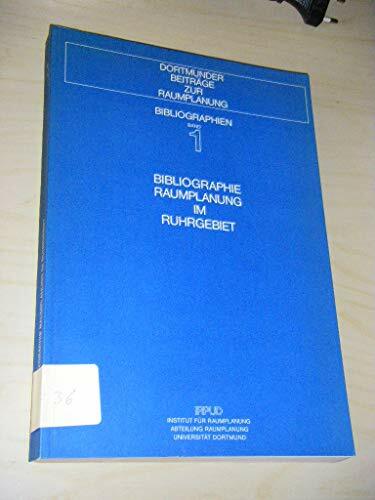 DORTMUNDER
BEITRÄGE
ZUR
RAUMPLANUNG
BIBLIOGRAPHIEN
BAND
1
BIBLIOGRAPHIE
RAUMPLANUNG
IM
RUHRGEBIET
36
IRPUD
INSTITUT FÜR RAUMPLANUNG
ABTEILUNG RAUMPLANUNG
UNIVERSITÄT DORTMUND